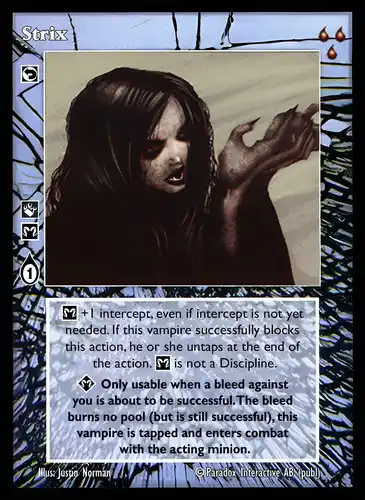 Strix
1
+1 intercept, even if intercept is not yet
needed. If this vampire successfully blocks
this action, he or she untaps at the end of
the action. is not a Discipline.
Only usable when a bleed against
you is about to be successful. The bleed
burns no pool (but is still successful), this
vampire is tapped and enters combat
with the acting minion.
Illus: Justin Norman © Paradox Interactive AB (publ)